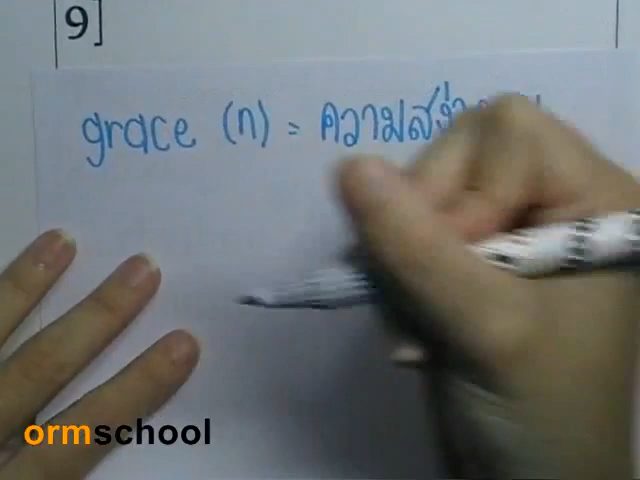 9]
grace (n) = 
ormschool